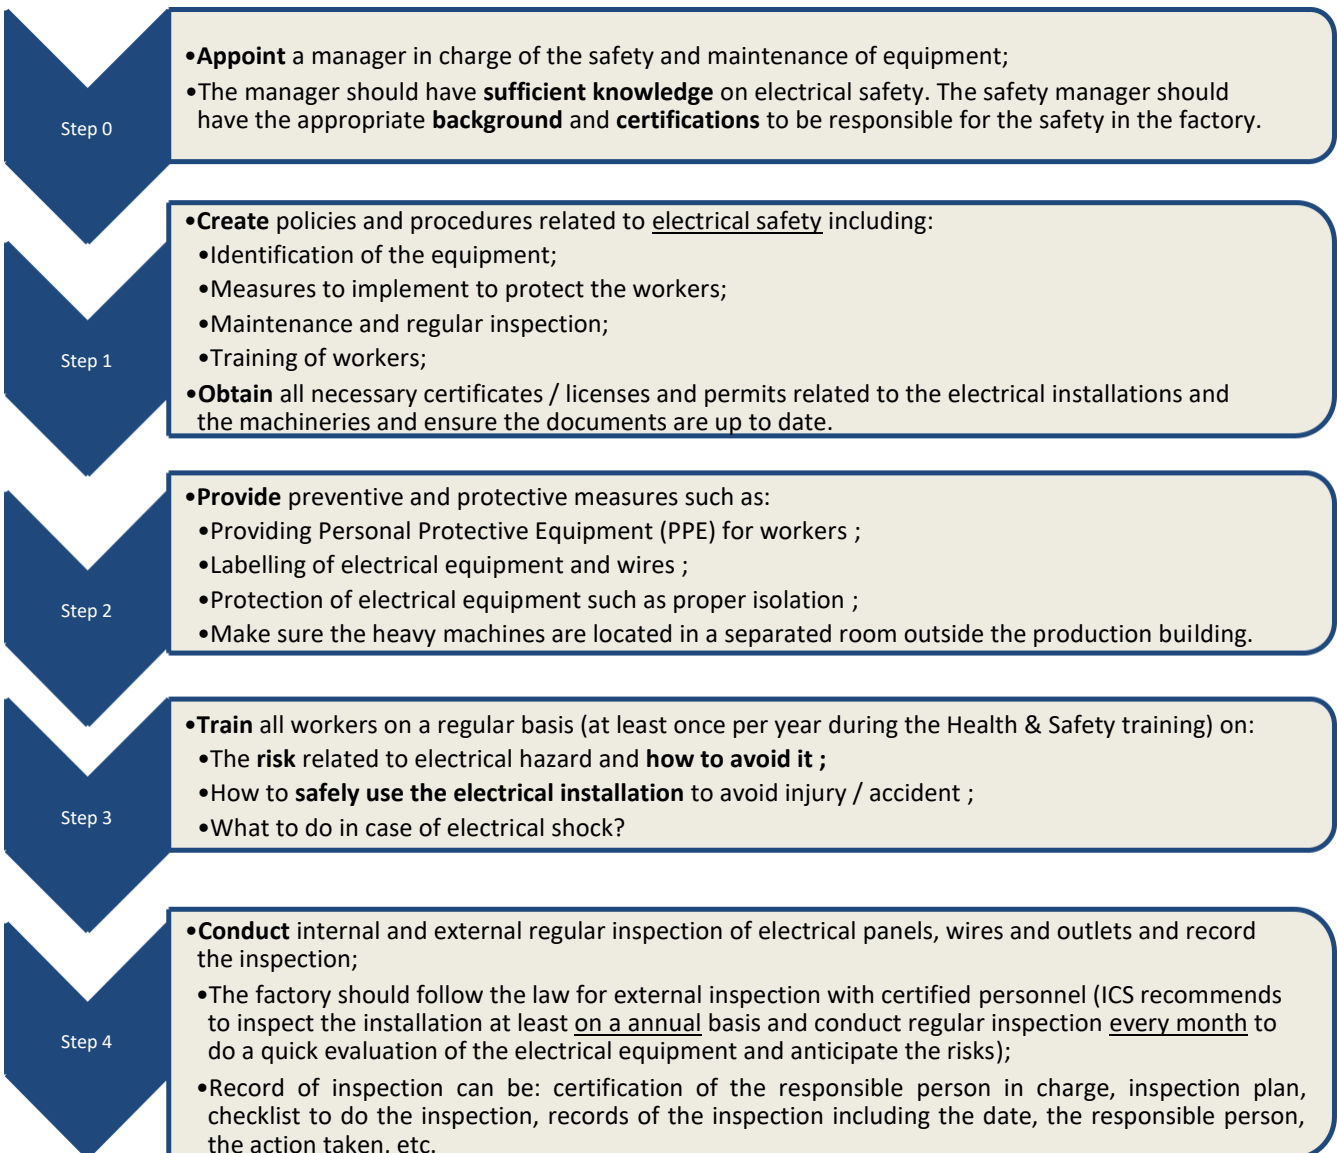 Step 0
•Appoint a manager in charge of the safety and maintenance of equipment;
•The manager should have sufficient knowledge on electrical safety. The safety manager should
have the appropriate background and certifications to be responsible for the safety in the factory.
Step 1
•Create policies and procedures related to electrical safety including:
•Identification of the equipment;
•Measures to implement to protect the workers;
•Maintenance and regular inspection;
•Training of workers;
•Obtain all necessary certificates / licenses and permits related to the electrical installations and
the machineries and ensure the documents are up to date.
Step 2
•Provide preventive and protective measures such as:
•Providing Personal Protective Equipment (PPE) for workers ;
•Labelling of electrical equipment and wires ;
•Protection of electrical equipment such as proper isolation ;
•Make sure the heavy machines are located in a separated room outside the production building.
Step 3
•Train all workers on a regular basis (at least once per year during the Health & Safety training) on:
•The risk related to electrical hazard and how to avoid it ;
•How to safely use the electrical installation to avoid injury / accident ;
•What to do in case of electrical shock?
Step 4
•Conduct internal and external regular inspection of electrical panels, wires and outlets and record
the inspection;
•The factory should follow the law for external inspection with certified personnel (ICS recommends
to inspect the installation at least on a annual basis and conduct regular inspection every month to
do a quick evaluation of the electrical equipment and anticipate the risks);
•Record of inspection can be: certification of the responsible person in charge, inspection plan,
checklist to do the inspection, records of the inspection including the date, the responsible person,
the action taken, etc.